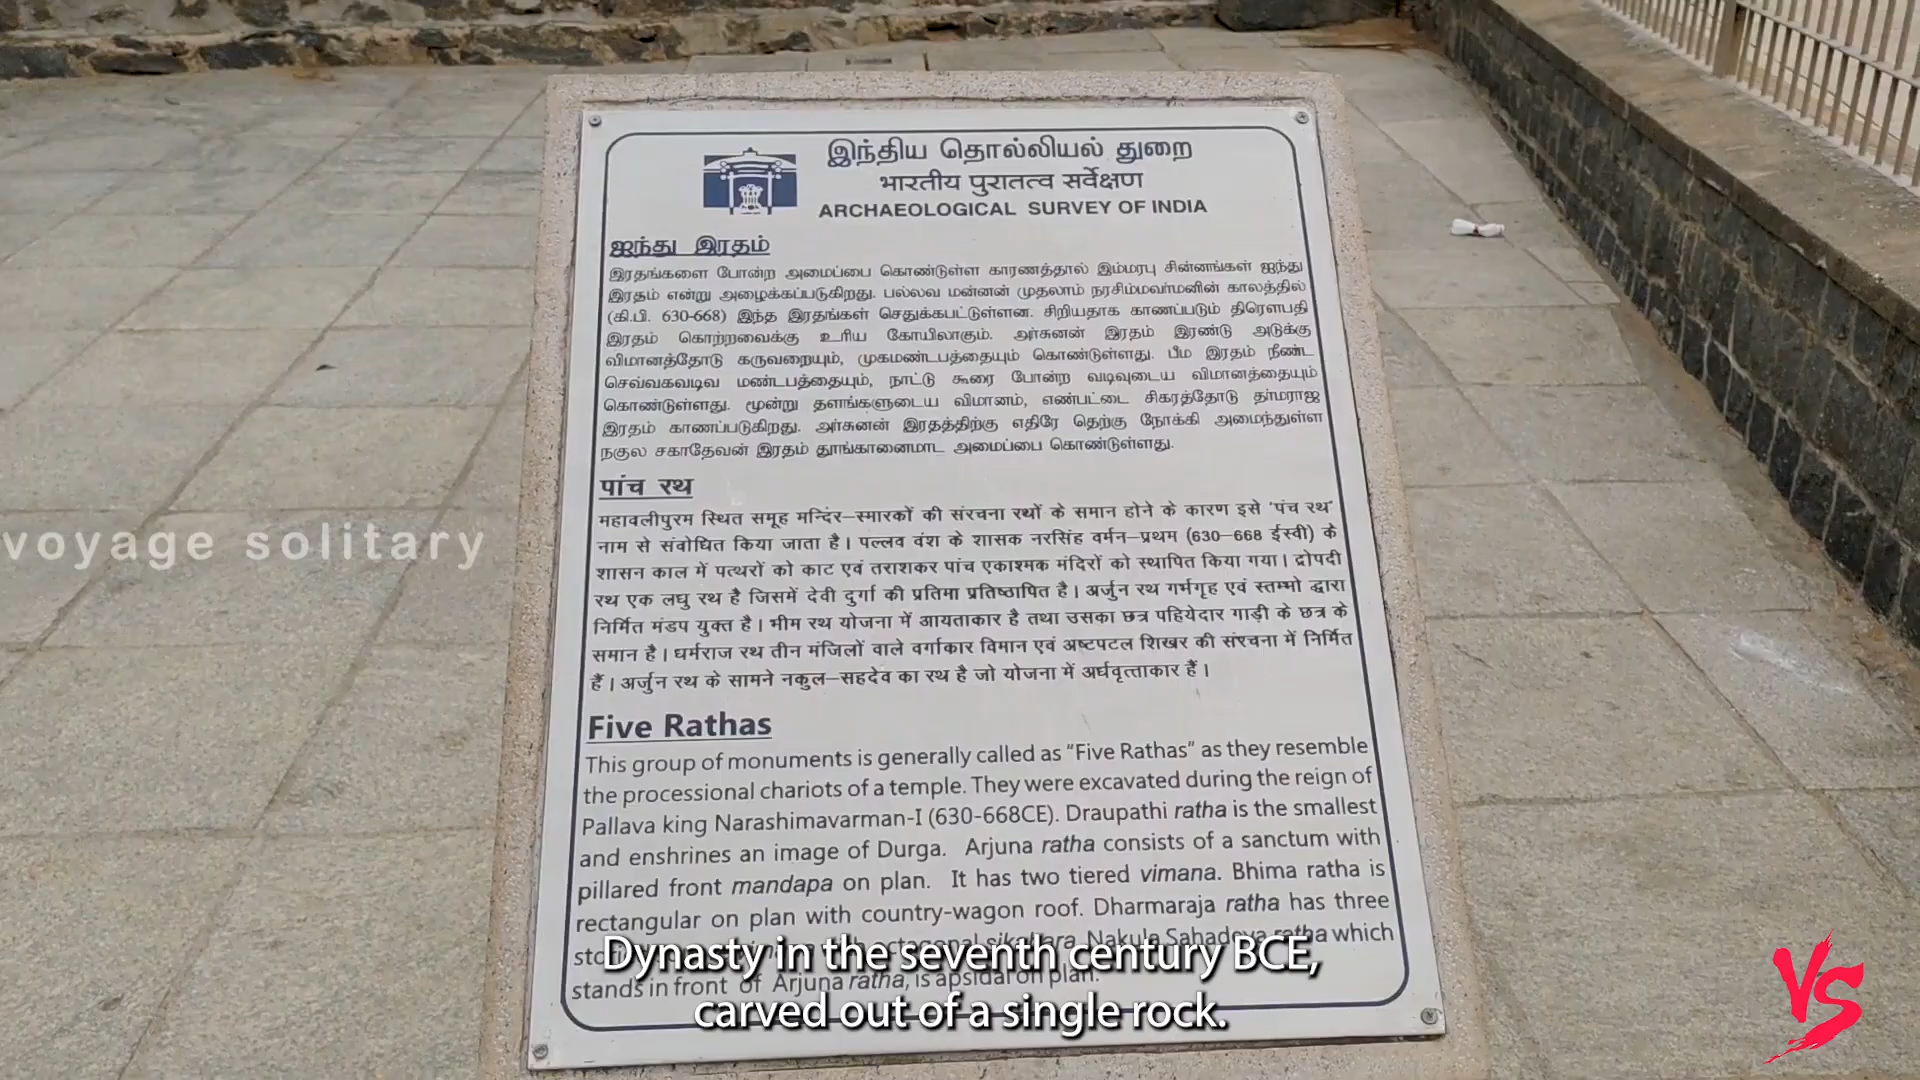 இந்திய தொல்லியல் துறை
भारतीय पुरातत्व सर्वेक्षण
ARCHAEOLOGICAL SURVEY OF INDIA
ஐந்து இரதம்
இரதங்களை போன்ற அமைப்பை கொண்டுள்ள காரணத்தால் இம்மரபு சின்னங்கள் ஐந்து
இரதம் என்று அழைக்கப்படுகிறது. பல்லவ மன்னன் முதலாம் நரசிம்மவர்மனின் காலத்தில்
(கி.பி. 630-668) இந்த இரதங்கள் செதுக்கபட்டுள்ளன. சிறியதாக காணப்படும் திரௌபதி
இரதம் கொற்றவைக்கு உரிய கோயிலாகும். அர்சுனன் இரதம் இரண்டு அடுக்கு
விமானத்தோடு கருவறையும், முகமண்டபத்தையும் கொண்டுள்ளது. பீம இரதம் நீண்ட
செவ்வகவடிவ மண்டபத்தையும், நாட்டு கூரை போன்ற வடிவுடைய விமானத்தையும்
கொண்டுள்ளது. மூன்று தளங்களுடைய விமானம், எண்பட்டை சிகரத்தோடு தர்மராஜ
இரதம் காணப்படுகிறது. அர்சுனன் இரதத்திற்கு எதிரே தெற்கு நோக்கி அமைந்துள்ள
நகுல சகாதேவன் இரதம் தூங்கானைமாட அமைப்பை கொண்டுள்ளது.
पांच रथ
महावलीपुरम स्थित समूह मन्दिर–स्मारकों की संरचना रथों के समान होने के कारण इसे 'पंच रथ'
नाम से संवोधित किया जाता है। पल्लव वंश के शासक नरसिंह वर्मन–प्रथम (630–668 ईस्वी) के
शासन काल में पत्थरों को काट एवं तराशकर पांच एकाश्मक मंदिरों को स्थापित किया गया। द्रोपदी
रथ एक लघु रथ है जिसमें देवी दुर्गा की प्रतिमा प्रतिष्ठापित है। अर्जुन रथ गर्भगृह एवं स्तम्भो द्वारा
निर्मित मंडप युक्त है। भीम रथ योजना में आयताकार है तथा उसका छत्र पहियेदार गाड़ी के छत्र के
समान है। धर्मराज रथ तीन मंजिलों वाले वर्गाकार विमान एवं अष्टपटल शिखर की संरचना में निर्मित
हैं। अर्जुन रथ के सामने नकुल–सहदेव का रथ है जो योजना में अर्धवृत्ताकार हैं।
voyage solitary
Five Rathas
This group of monuments is generally called as “Five Rathas” as they resemble
the processional chariots of a temple. They were excavated during the reign of
Pallava king Narashimavarman-I (630-668CE). Draupathi ratha is the smallest
and enshrines an image of Durga. Arjuna ratha consists of a sanctum with
pillared front mandapa on plan. It has two tiered vimana. Bhima ratha is
rectangular on plan with country-wagon roof. Dharmaraja ratha has three
octagonal sikahara. Nakula Sahadeva ratha which
stands in front of Arjuna ratha, is apsidal on plan.
Dynasty in the seventh century BCE,
carved out of a single rock.
VS